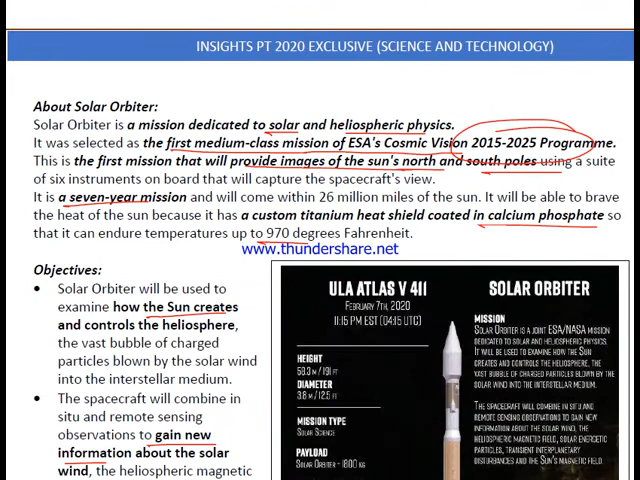 INSIGHTS PT 2020 EXCLUSIVE (SCIENCE AND TECHNOLOGY)
About Solar Orbiter:
Solar Orbiter is a mission dedicated to solar and heliospheric physics.
It was selected as the first medium-class mission of ESA's Cosmic Vision 2015-2025 Programme.
This is the first mission that will provide images of the sun's north and south poles using a suite
of six instruments on board that will capture the spacecraft's view.
It is a seven-year mission and will come within 26 million miles of the sun. It will be able to brave
the heat of the sun because it has a custom titanium heat shield coated in calcium phosphate so
that it can endure temperatures up to 970 degrees Fahrenheit.
www.thundershare.net
Objectives:
• Solar Orbiter will be used to
examine how the Sun creates
and controls the heliosphere,
the vast bubble of charged
particles blown by the solar wind
into the interstellar medium.
• The spacecraft will combine in
situ and remote sensing
observations to gain new
information about the solar
wind, the heliospheric magnetic
ULA ATLAS V 411
FEBRUARY 7TH, 2020
11:15 PM EST (04:15 UTC)
HEIGHT
58.3 M / 191 FT
DIAMETER
3.8 M / 12.5 FT
MISSION TYPE
SOLAR SCIENCE
PAYLOAD
SOLAR ORBITER - 1800 KG
SOLAR ORBITER
MISSION
SOLAR ORBITER IS A JOINT ESA/NASA MISSION
DEDICATED TO SOLAR AND HELIOSPHERIC PHYSICS.
IT WILL BE USED TO EXAMINE HOW THE SUN
CREATES AND CONTROLS THE HELIOSPHERE, THE
VAST BUBBLE OF CHARGED PARTICLES BLOWN BY THE
SOLAR WIND INTO THE INTERSTELLAR MEDIUM.
THE SPACECRAFT WILL COMBINE IN SITU AND
REMOTE SENSING OBSERVATIONS TO GAIN NEW
INFORMATION ABOUT THE SOLAR WIND, THE
HELIOSPHERIC MAGNETIC FIELD, SOLAR ENERGETIC
PARTICLES, TRANSIENT INTERPLANETARY
DISTURBANCES AND THE SUN'S MAGNETIC FIELD.